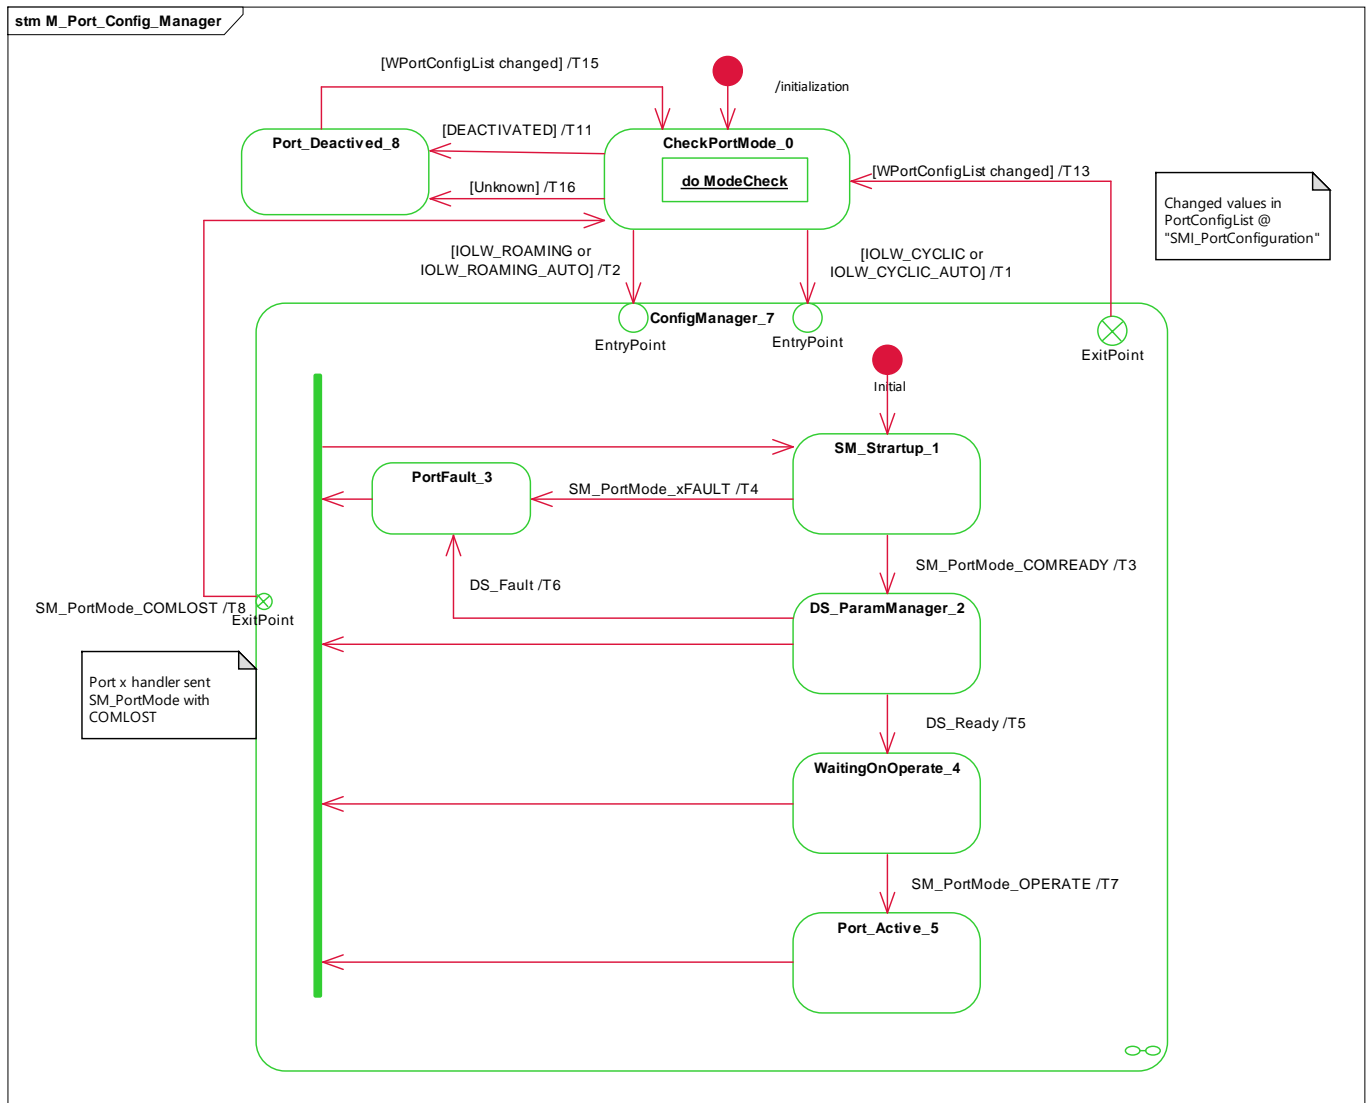 stm M_Port_Config_Manager
[WPortConfigList changed] /T15
/initialization
[DEACTIVATED] /T11
Port_Deactived_8
CheckPortMode_0
do ModeCheck
[WPortConfigList changed] /T13
[Unknown] /T16
Changed values in
PortConfigList @
"SMI_PortConfiguration"
[IOLW_ROAMING or
IOLW_ROAMING_AUTO] /T2
[IOLW_CYCLIC or
IOLW_CYCLIC_AUTO] /T1
ConfigManager_7
EntryPoint
EntryPoint
ExitPoint
Initial
SM_Strartup_1
PortFault_3
SM_PortMode_xFAULT /T4
SM_PortMode_COMREADY /T3
DS_Fault /T6
SM_PortMode_COMLOST /T8
ExitPoint
DS_ParamManager_2
Port x handler sent
SM_PortMode with
COMLOST
DS_Ready /T5
WaitingOnOperate_4
SM_PortMode_OPERATE /T7
Port_Active_5